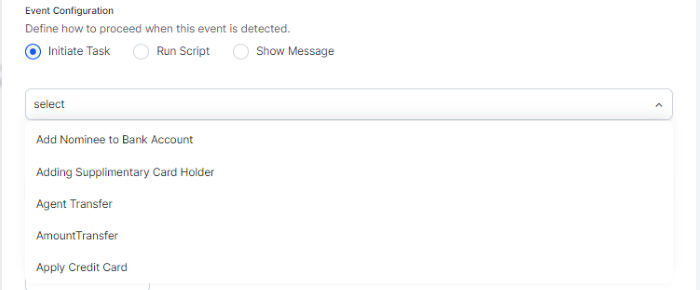 Event Configuration
Define how to proceed when this event is detected.
Initiate Task Run Script Show Message
select
Add Nominee to Bank Account
Adding Supplimentary Card Holder
Agent Transfer
AmountTransfer
Apply Credit Card